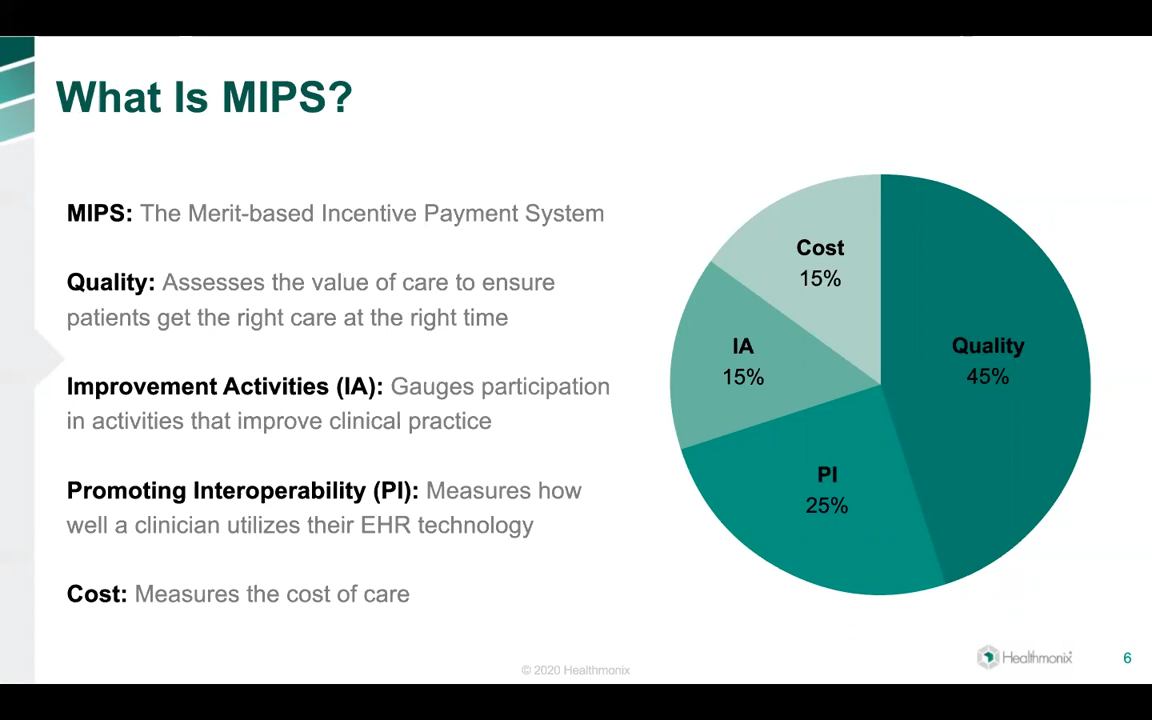 What Is MIPS?
MIPS: The Merit-based Incentive Payment System
Quality: Assesses the value of care to ensure
patients get the right care at the right time
Improvement Activities (IA): Gauges participation
in activities that improve clinical practice
Promoting Interoperability (PI): Measures how
well a clinician utilizes their EHR technology
Cost: Measures the cost of care
Cost
15%
IA
15%
Quality
45%
PI
25%
© 2020 Healthmonix
Healthmonix
6